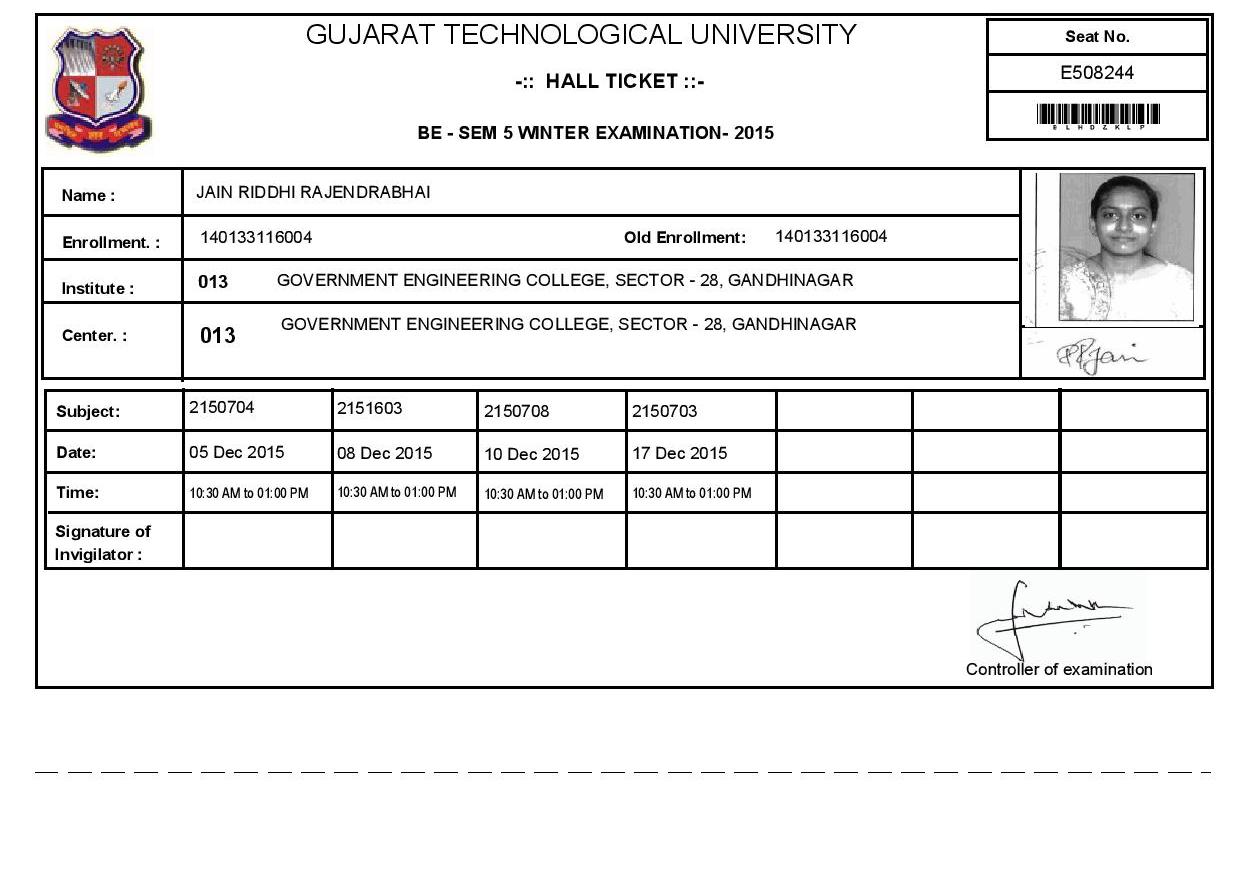 GUJARAT TECHNOLOGICAL UNIVERSITY
-:: HALL TICKET ::-
BE - SEM 5 WINTER EXAMINATION- 2015
Seat No.
E508244
Name : JAIN RIDDHI RAJENDRABHAI
Enrollment. : 140133116004 Old Enrollment: 140133116004
Institute : 013 GOVERNMENT ENGINEERING COLLEGE, SECTOR - 28, GANDHINAGAR
Center. : 013 GOVERNMENT ENGINEERING COLLEGE, SECTOR - 28, GANDHINAGAR
RRJain
Subject: 2150704 2151603 2150708 2150703
Date: 05 Dec 2015 08 Dec 2015 10 Dec 2015 17 Dec 2015
Time: 10:30 AM to 01:00 PM 10:30 AM to 01:00 PM 10:30 AM to 01:00 PM 10:30 AM to 01:00 PM
Signature of
Invigilator :
Controller of examination